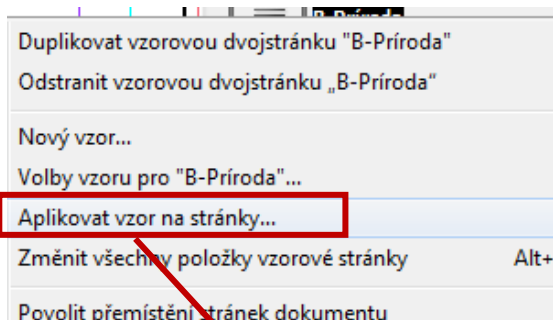 B-Príroda
Duplikovat vzorovou dvojstránku "B-Príroda"
Odstranit vzorovou dvojstránku „B-Príroda“
Nový vzor...
Volby vzoru pro "B-Príroda"...
Aplikovat vzor na stránky...
Změnit všechny položky vzorové stránky Alt+
Povolit přemístění stránek dokumentu